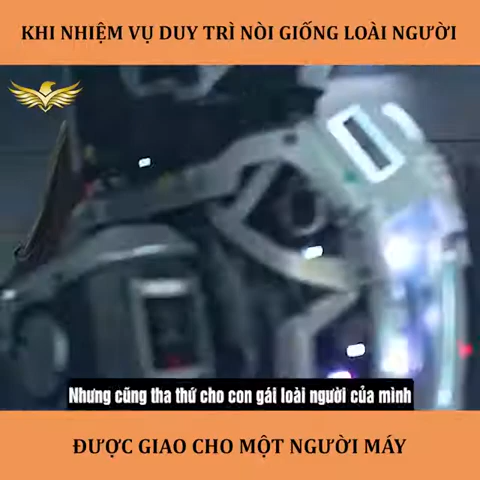 KHI NHIỆM VỤ DUY TRÌ NÒI GIỐNG LOÀI NGƯỜI
Nhưng cũng tha thứ cho con gái loài người của mình
ĐƯỢC GIAO CHO MỘT NGƯỜI MÁY